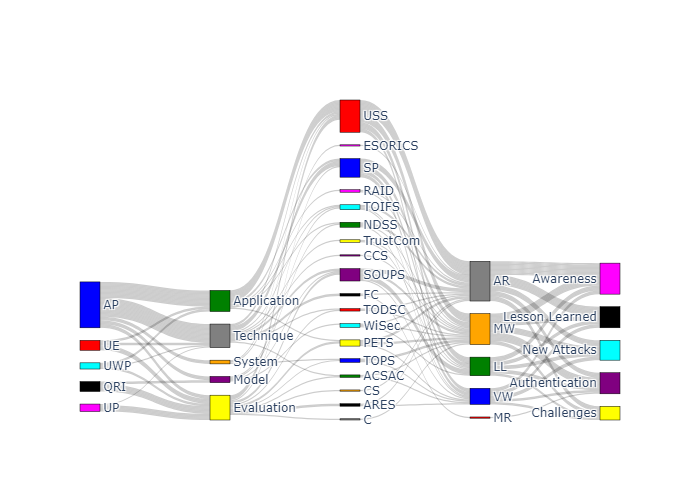 AP
UE
UWP
QRI
UP
Application
Technique
System
Model
Evaluation
USS
ESORICS
SP
RAID
TOIFS
NDSS
TrustCom
CCS
SOUPS
FC
TODSC
WiSec
PETS
TOPS
ACSAC
CS
ARES
C
AR
MW
LL
VW
MR
Awareness
Lesson Learned
New Attacks
Authentication
Challenges